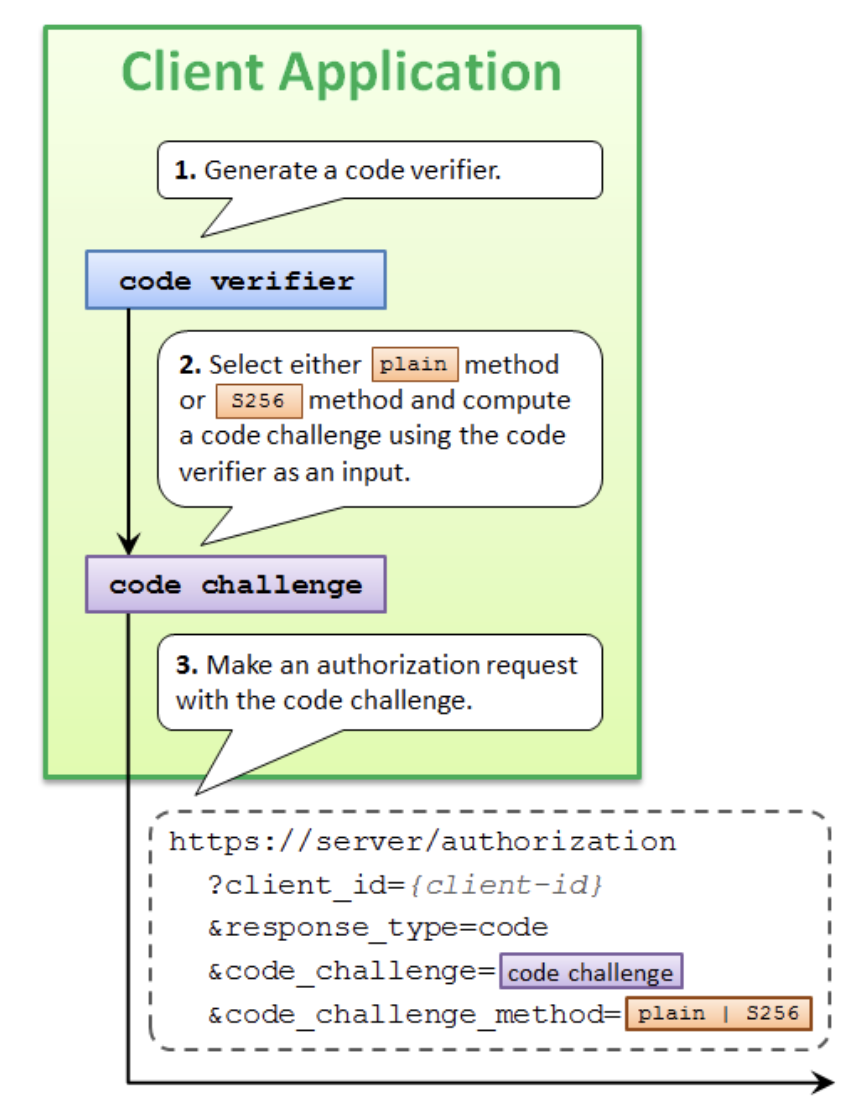 Client Application
1. Generate a code verifier.
code verifier
2. Select either plain method
or S256 method and compute
a code challenge using the code
verifier as an input.
code challenge
3. Make an authorization request
with the code challenge.
https://server/authorization
?client_id={client-id}
&response_type=code
&code_challenge=code challenge
&code_challenge_method=plain | S256